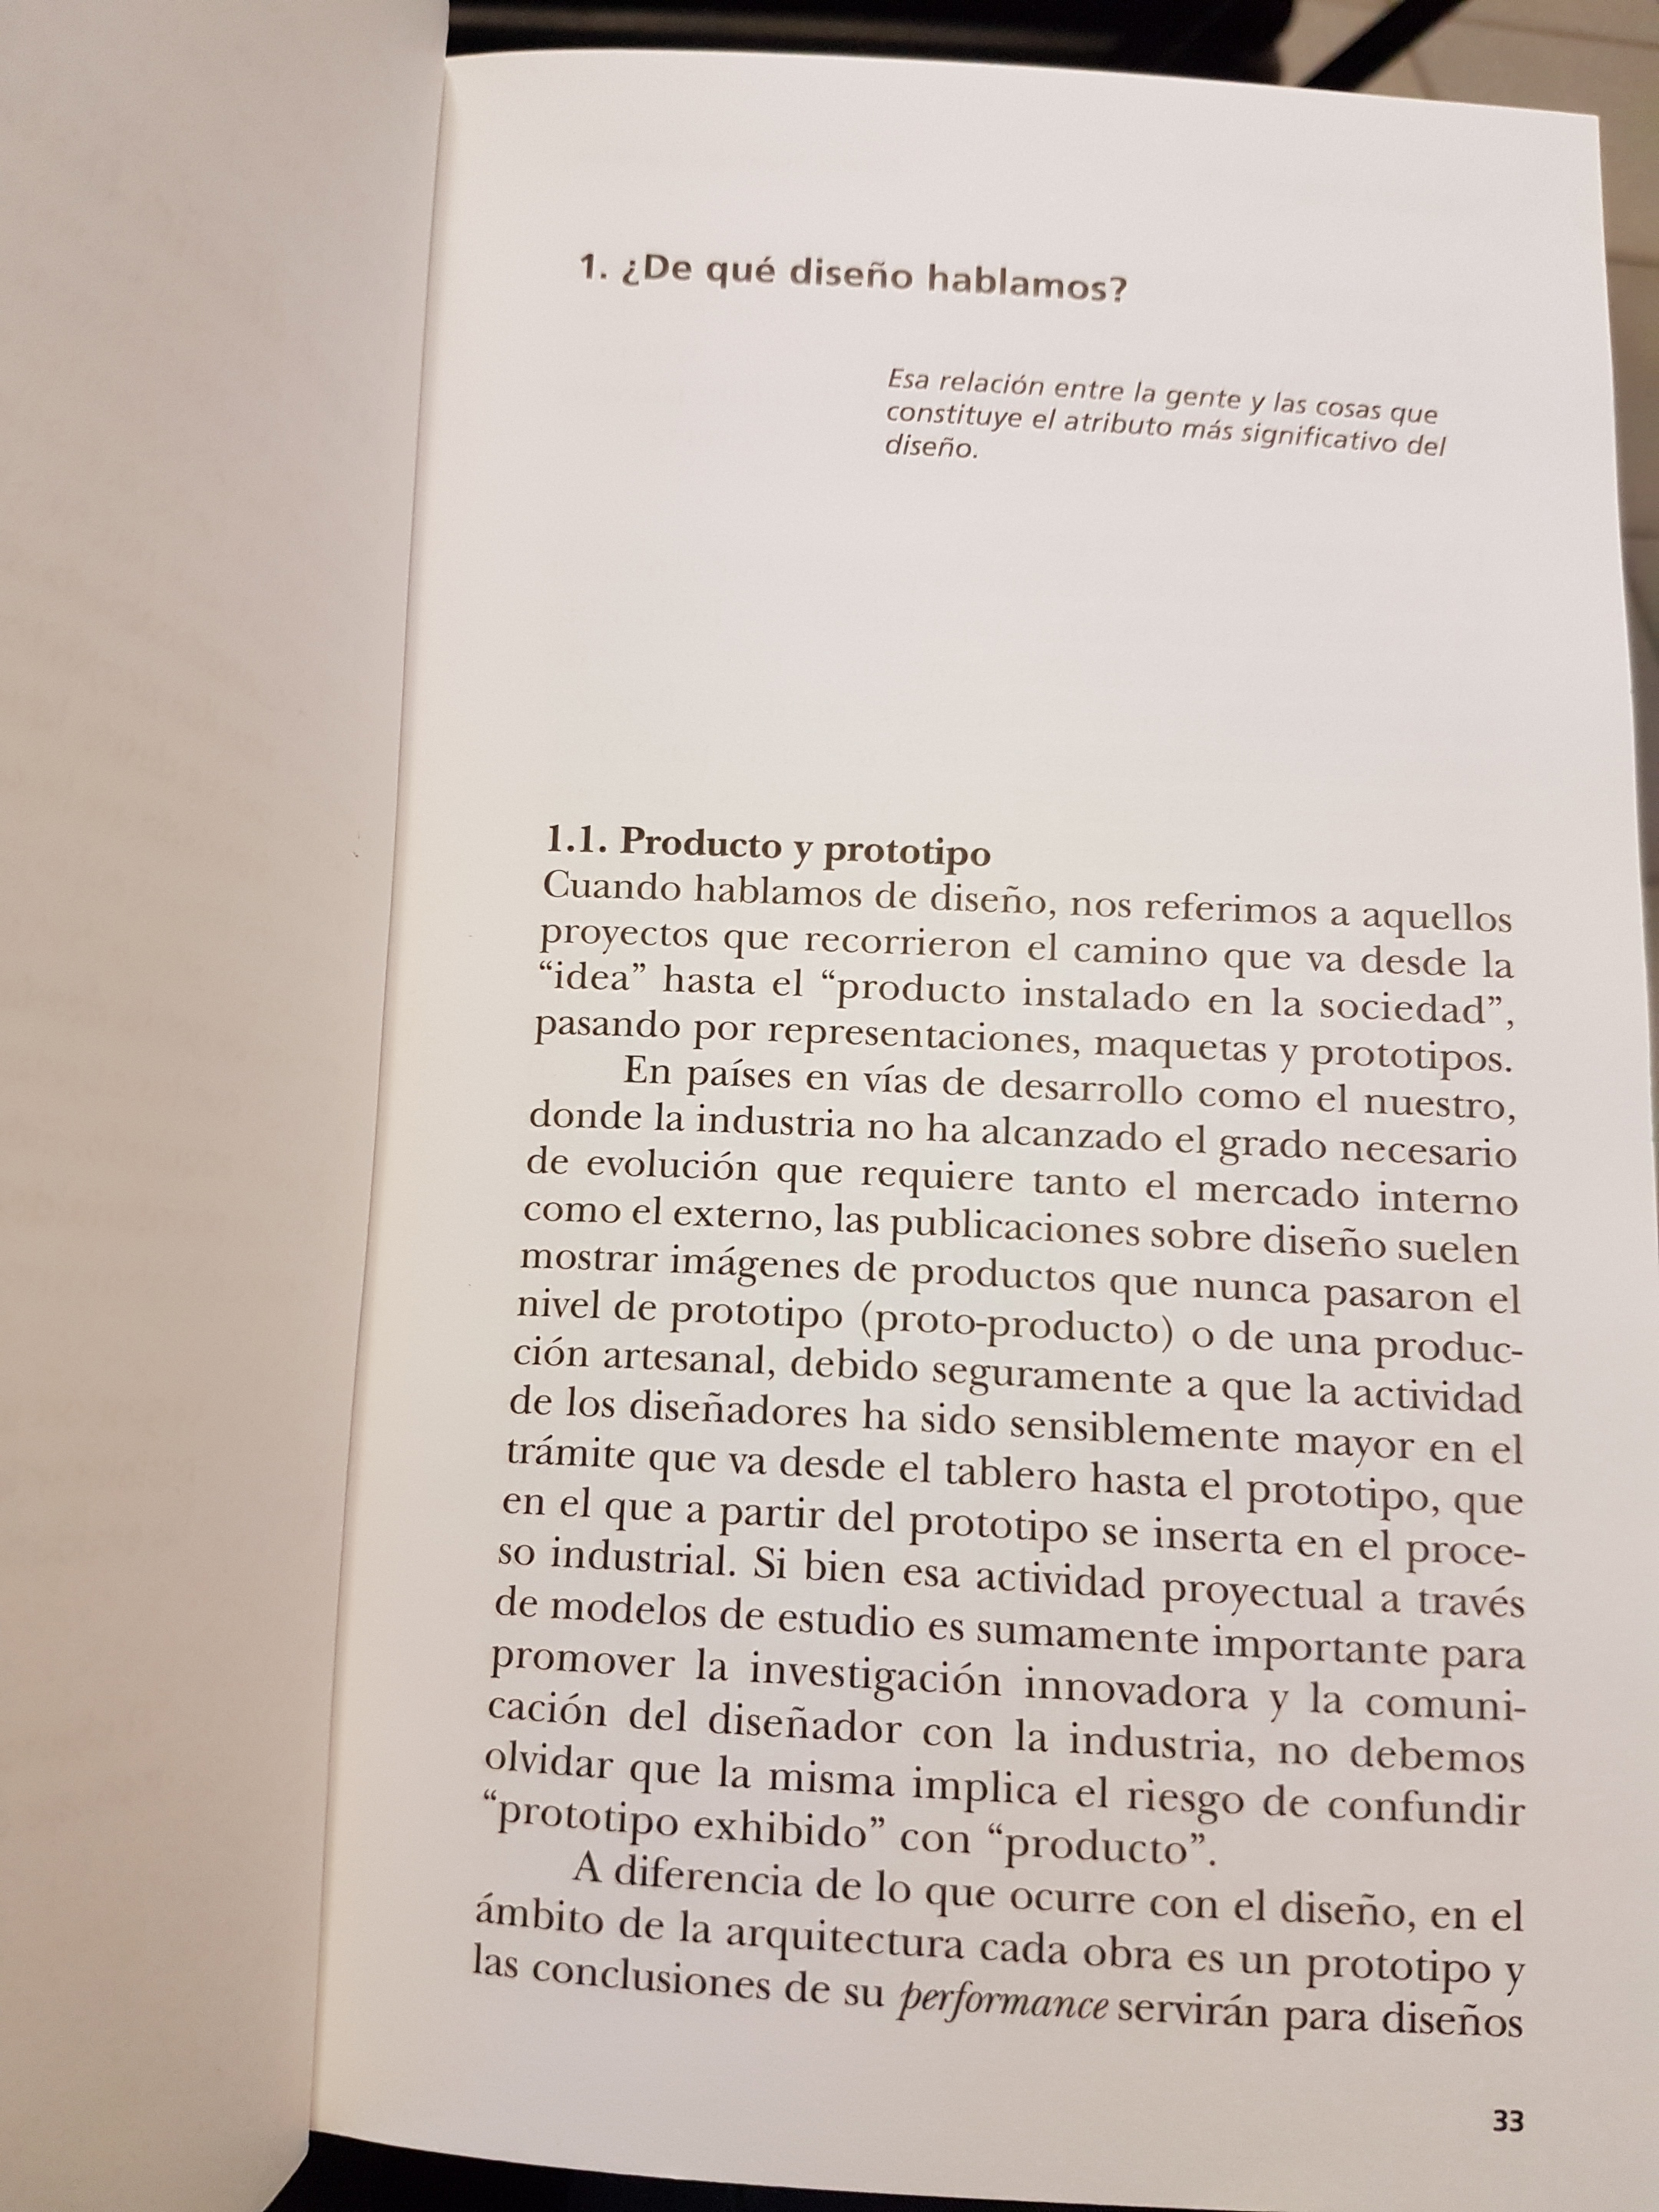 1. ¿De qué diseño hablamos?
Esa relación entre la gente y las cosas que
constituye el atributo más significativo del
diseño.
1.1. Producto y prototipo
Cuando hablamos de diseño, nos referimos a aquellos
proyectos que recorrieron el camino que va desde la
“idea” hasta el “producto instalado en la sociedad”,
pasando por representaciones, maquetas y prototipos.
En países en vías de desarrollo como el nuestro,
donde la industria no ha alcanzado el grado necesario
de evolución que requiere tanto el mercado interno
como el externo, las publicaciones sobre diseño suelen
mostrar imágenes de productos que nunca pasaron el
nivel de prototipo (proto-producto) o de una produc-
ción artesanal, debido seguramente a que la actividad
de los diseñadores ha sido sensiblemente mayor en el
trámite que va desde el tablero hasta el prototipo, que
en el que a partir del prototipo se inserta en el proce-
so industrial. Si bien esa actividad proyectual a través
de modelos de estudio es sumamente importante para
promover la investigación innovadora y la comuni-
cación del diseñador con la industria, no debemos
olvidar que la misma implica el riesgo de confundir
“prototipo exhibido” con “producto”.
A diferencia de lo que ocurre con el diseño, en el
ámbito de la arquitectura cada obra es un prototipo y
las conclusiones de su performance servirán para diseños
33